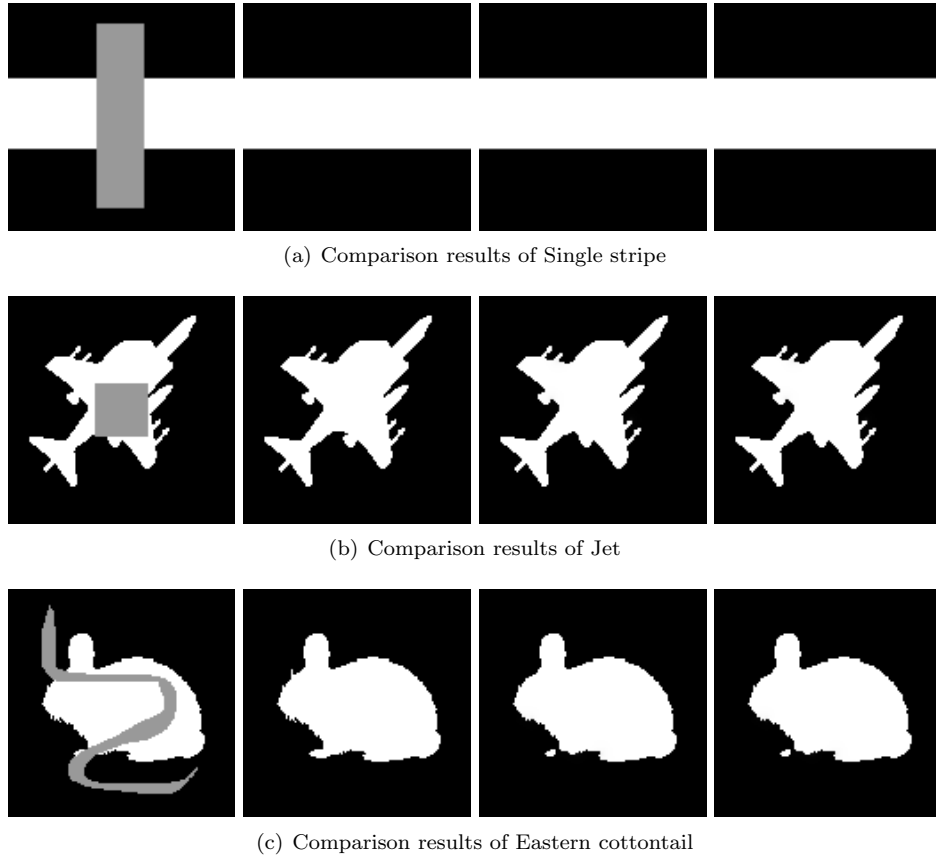 (a) Comparison results of Single stripe
(b) Comparison results of Jet
(c) Comparison results of Eastern cottontail